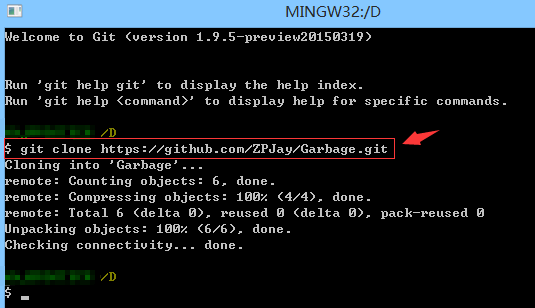 MINGW32:/D
Welcome to Git (version 1.9.5-preview20150319)
Run 'git help git' to display the help index.
Run 'git help <command>' to display help for specific commands.
/D
$ git clone https://github.com/ZPJay/Garbage.git
Cloning into 'Garbage'...
remote: Counting objects: 6, done.
remote: Compressing objects: 100% (4/4), done.
remote: Total 6 (delta 0), reused 0 (delta 0), pack-reused 0
Unpacking objects: 100% (6/6), done.
Checking connectivity... done.
/D
$